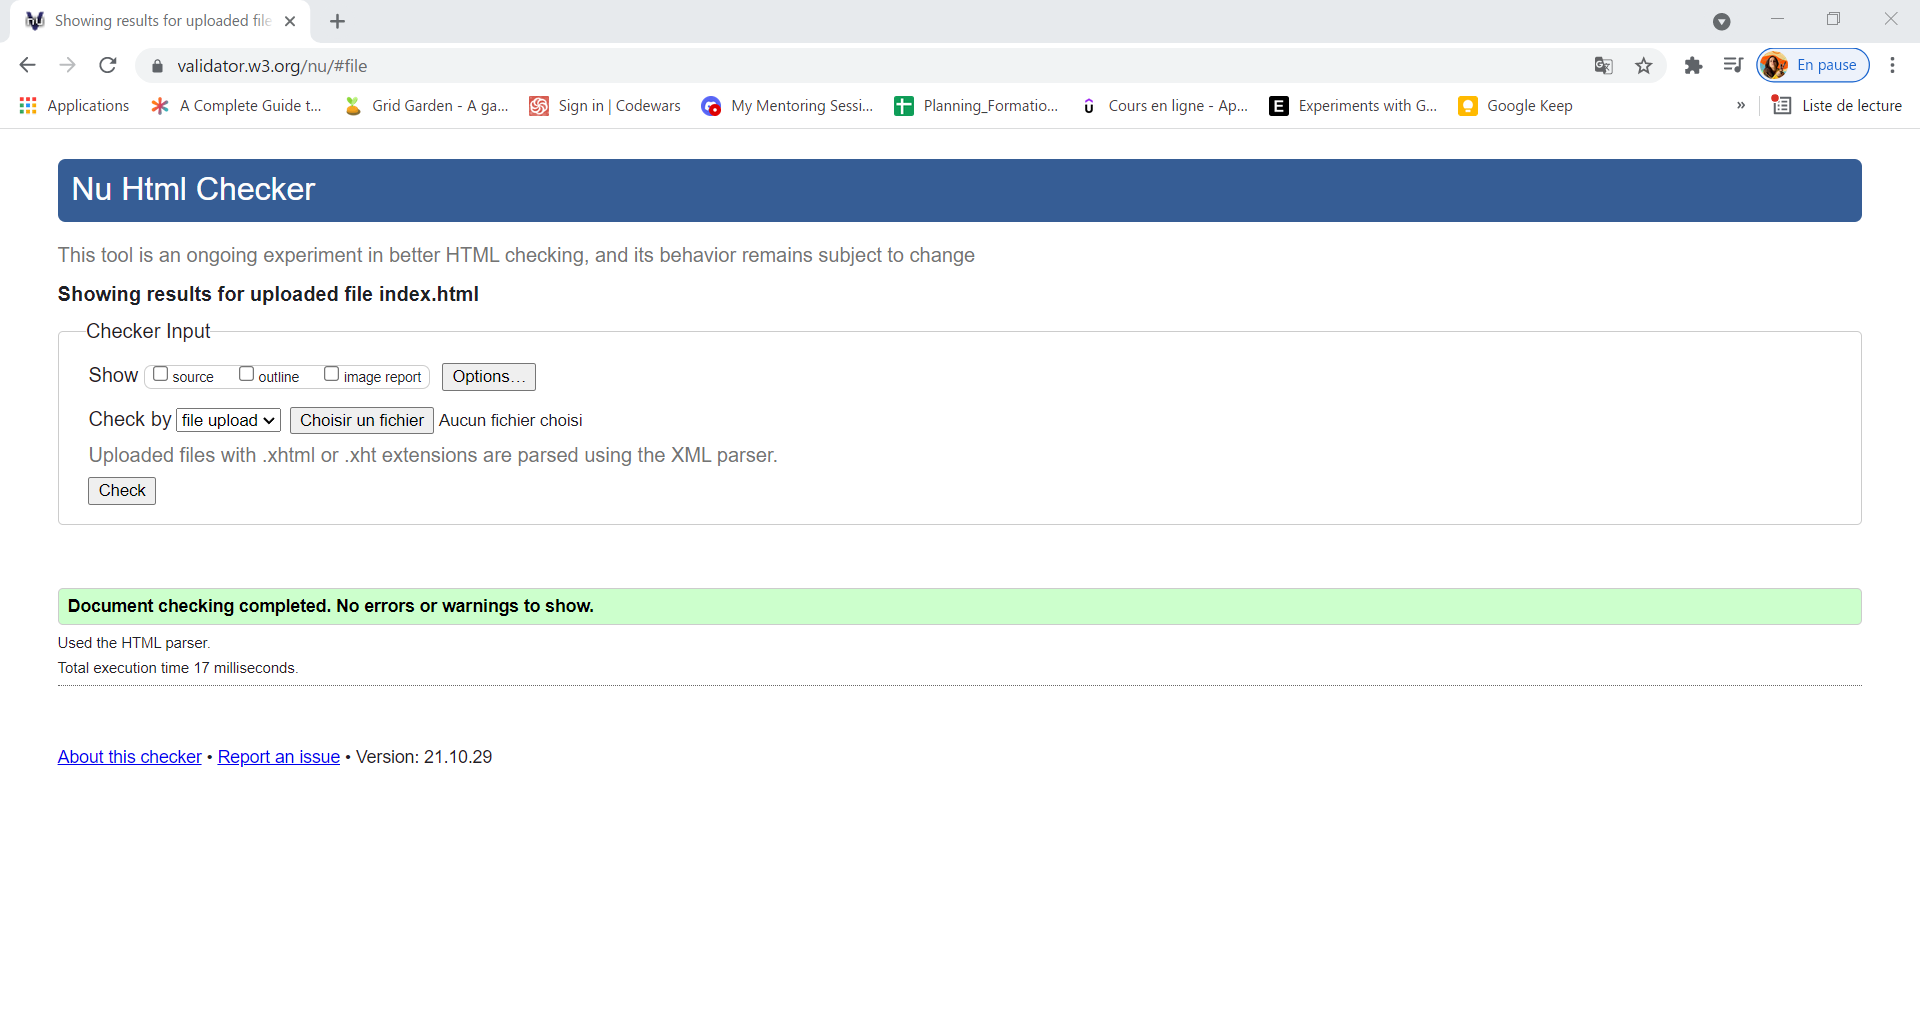 Showing results for uploaded file
validator.w3.org/nu/#file
En pause
Applications
A Complete Guide t...
Grid Garden - A ga...
Sign in | Codewars
My Mentoring Sessi...
Planning_Formatio...
Cours en ligne - Ap...
Experiments with G...
Google Keep
»
Liste de lecture
Nu Html Checker
This tool is an ongoing experiment in better HTML checking, and its behavior remains subject to change
Showing results for uploaded file index.html
Checker Input
Show source outline image report Options...
Check by file upload Choisir un fichier Aucun fichier choisi
Uploaded files with .xhtml or .xht extensions are parsed using the XML parser.
Check
Document checking completed. No errors or warnings to show.
Used the HTML parser.
Total execution time 17 milliseconds.
About this checker • Report an issue • Version: 21.10.29